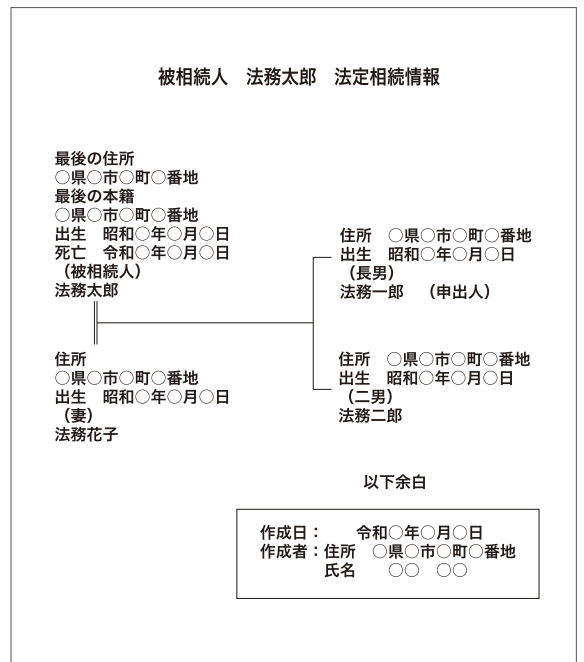 被相続人　法務太郎　法定相続情報
最後の住所
○県○市○町○番地
最後の本籍
○県○市○町○番地
出生　昭和○年○月○日
死亡　令和○年○月○日
（被相続人）
法務太郎
住所
○県○市○町○番地
出生　昭和○年○月○日
（妻）
法務花子
住所　○県○市○町○番地
出生　昭和○年○月○日
（長男）
法務一郎　（申出人）
住所　○県○市○町○番地
出生　昭和○年○月○日
（二男）
法務二郎
以下余白
作成日：　　令和○年○月○日
作成者：住所　○県○市○町○番地
氏名　　○○　○○